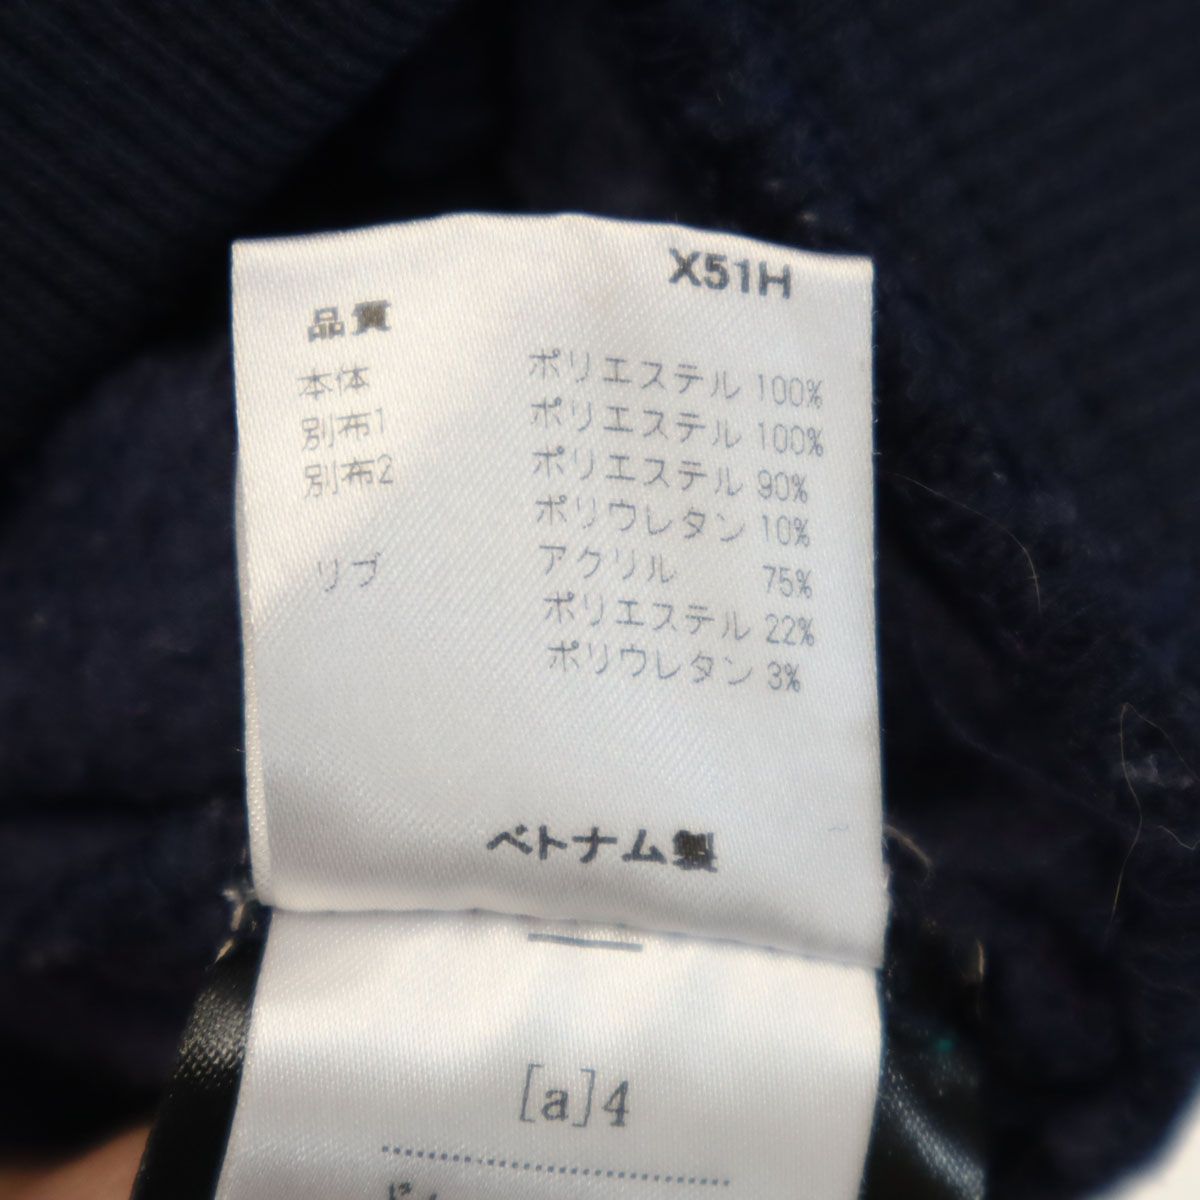 X51H
品質
本体 ポリエステル 100%
別布1 ポリエステル 100%
別布2 ポリエステル 90%
ポリウレタン 10%
リブ アクリル 75%
ポリエステル 22%
ポリウレタン 3%
ベトナム製
[a]4